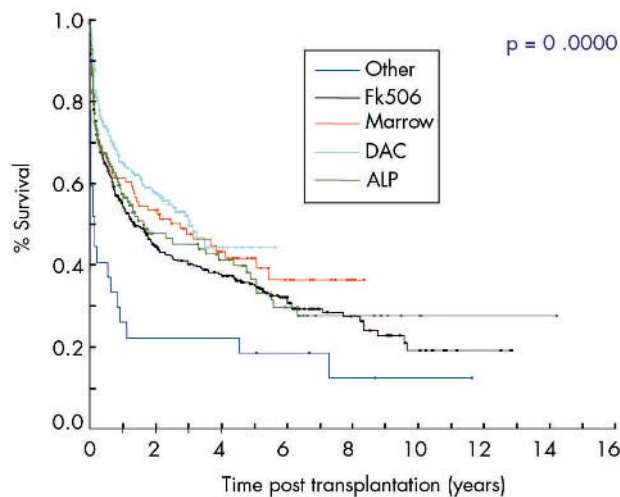 p = 0 .0000
Other
Fk506
Marrow
DAC
ALP
% Survival
1.0
0.8
0.6
0.4
0.2
0.0
0 2 4 6 8 10 12 14 16
Time post transplantation (years)